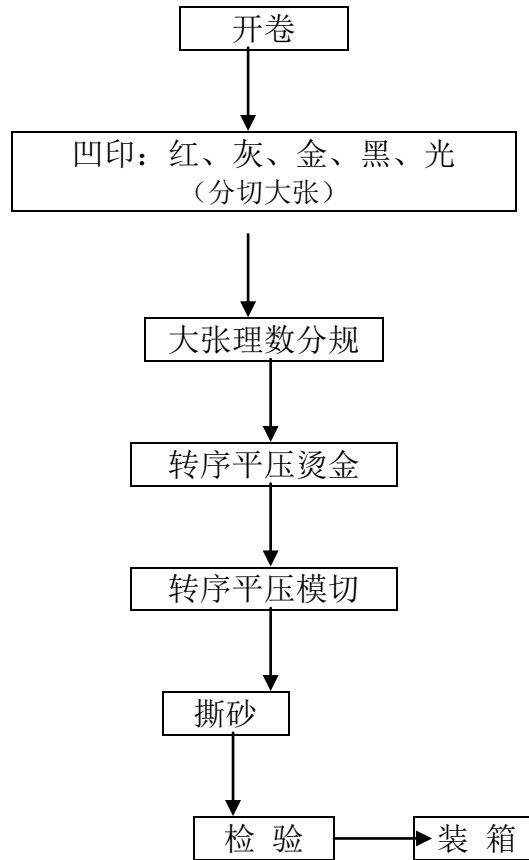 开卷
凹印：红、灰、金、黑、光
（分切大张）
大张理数分规
转序平压烫金
转序平压模切
撕砂
检 验
装 箱